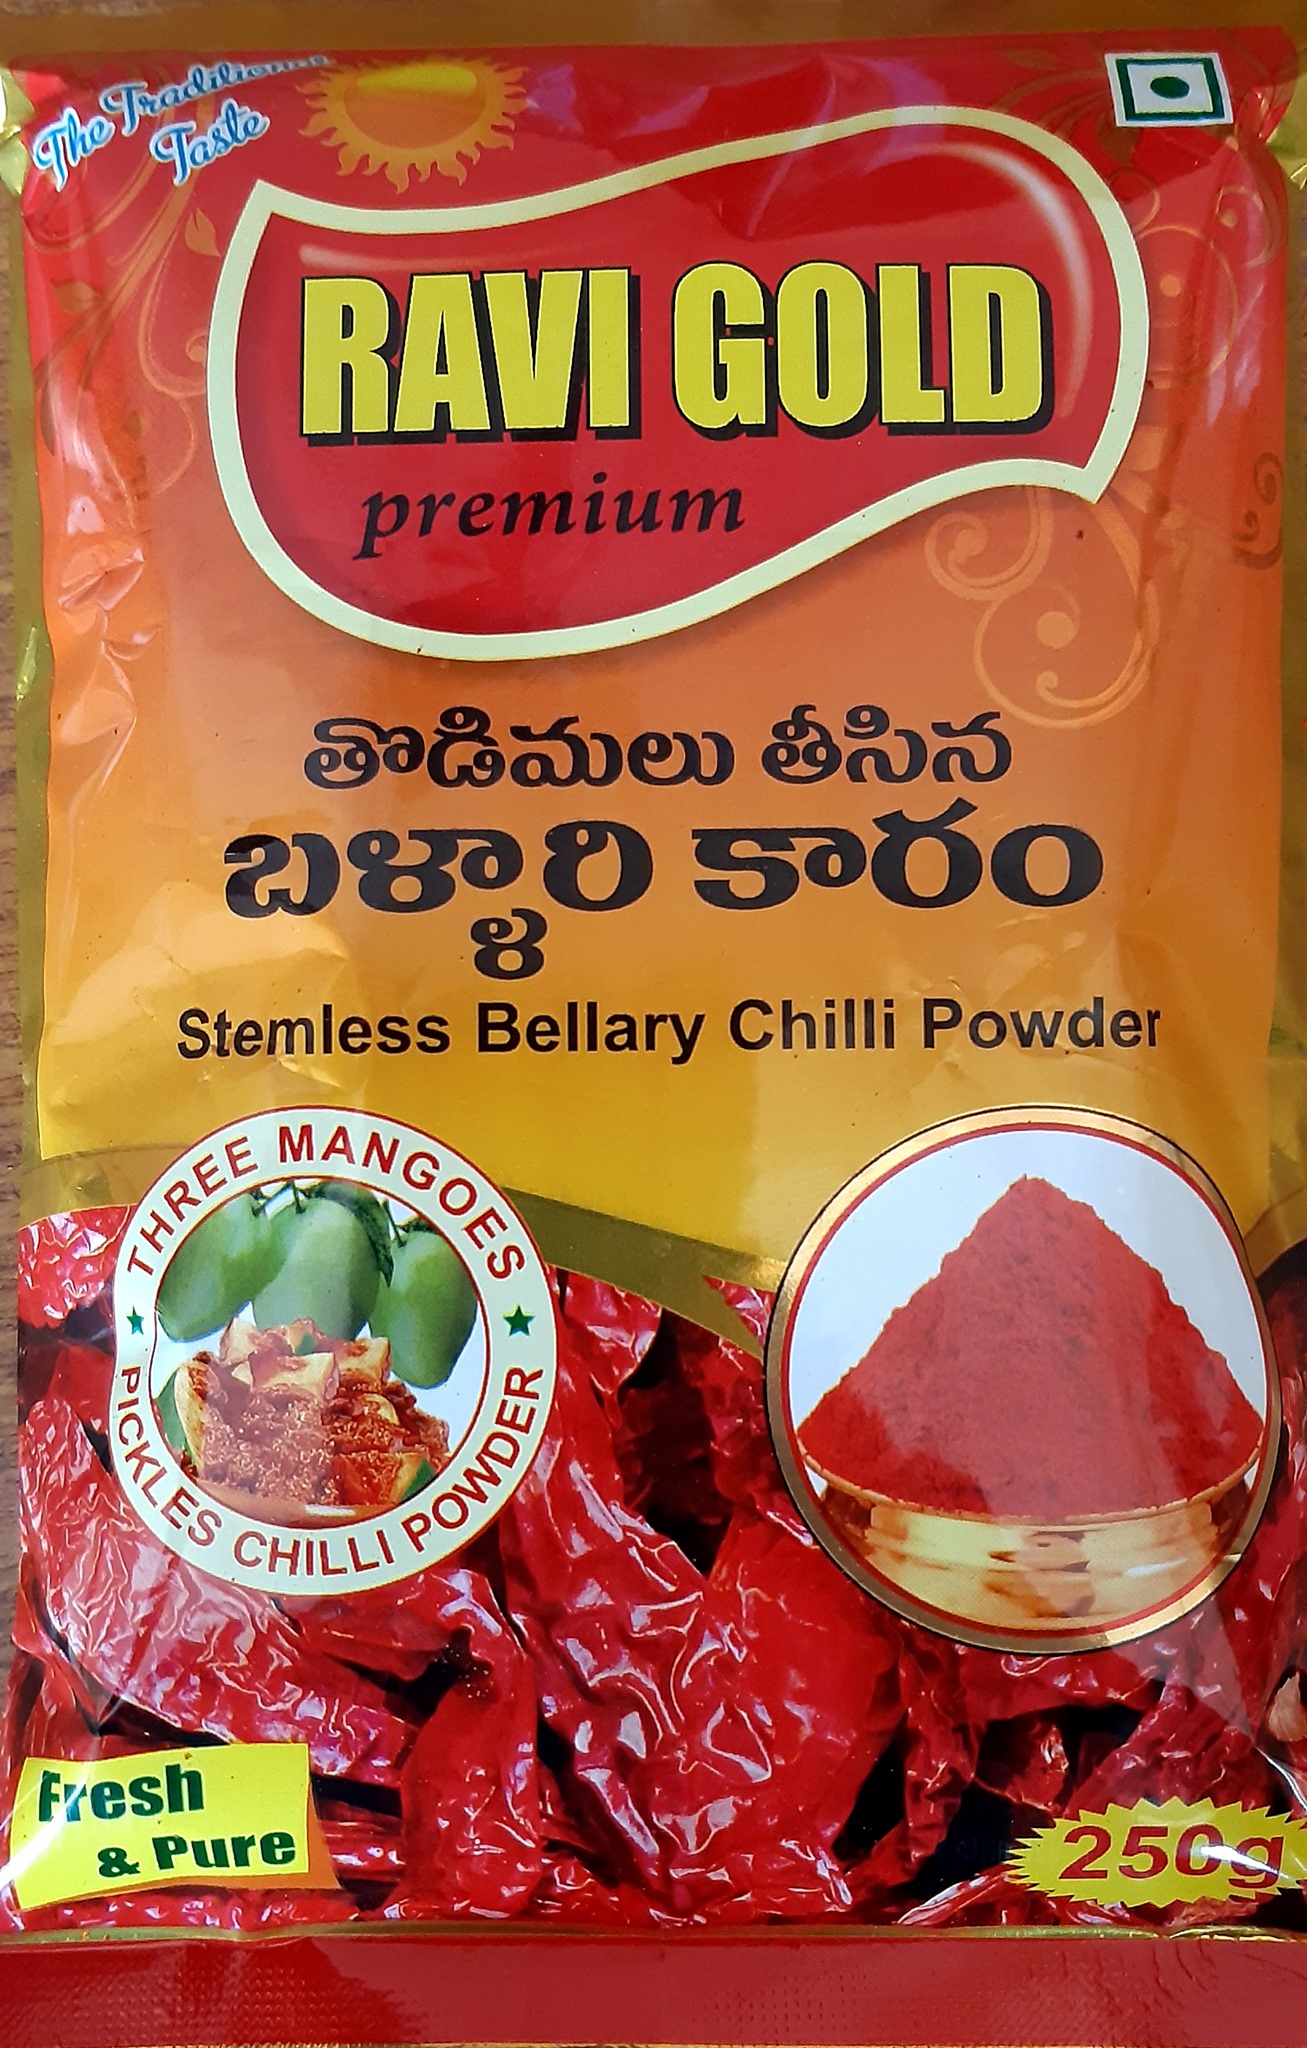 The Traditional
Taste
RAVI GOLD
premium
తొడిమలు తీసిన
బళ్ళారి కారం
Stemless Bellary Chilli Powder
THREE MANGOES
PICKLES CHILLI POWDER
Fresh
& Pure
250g